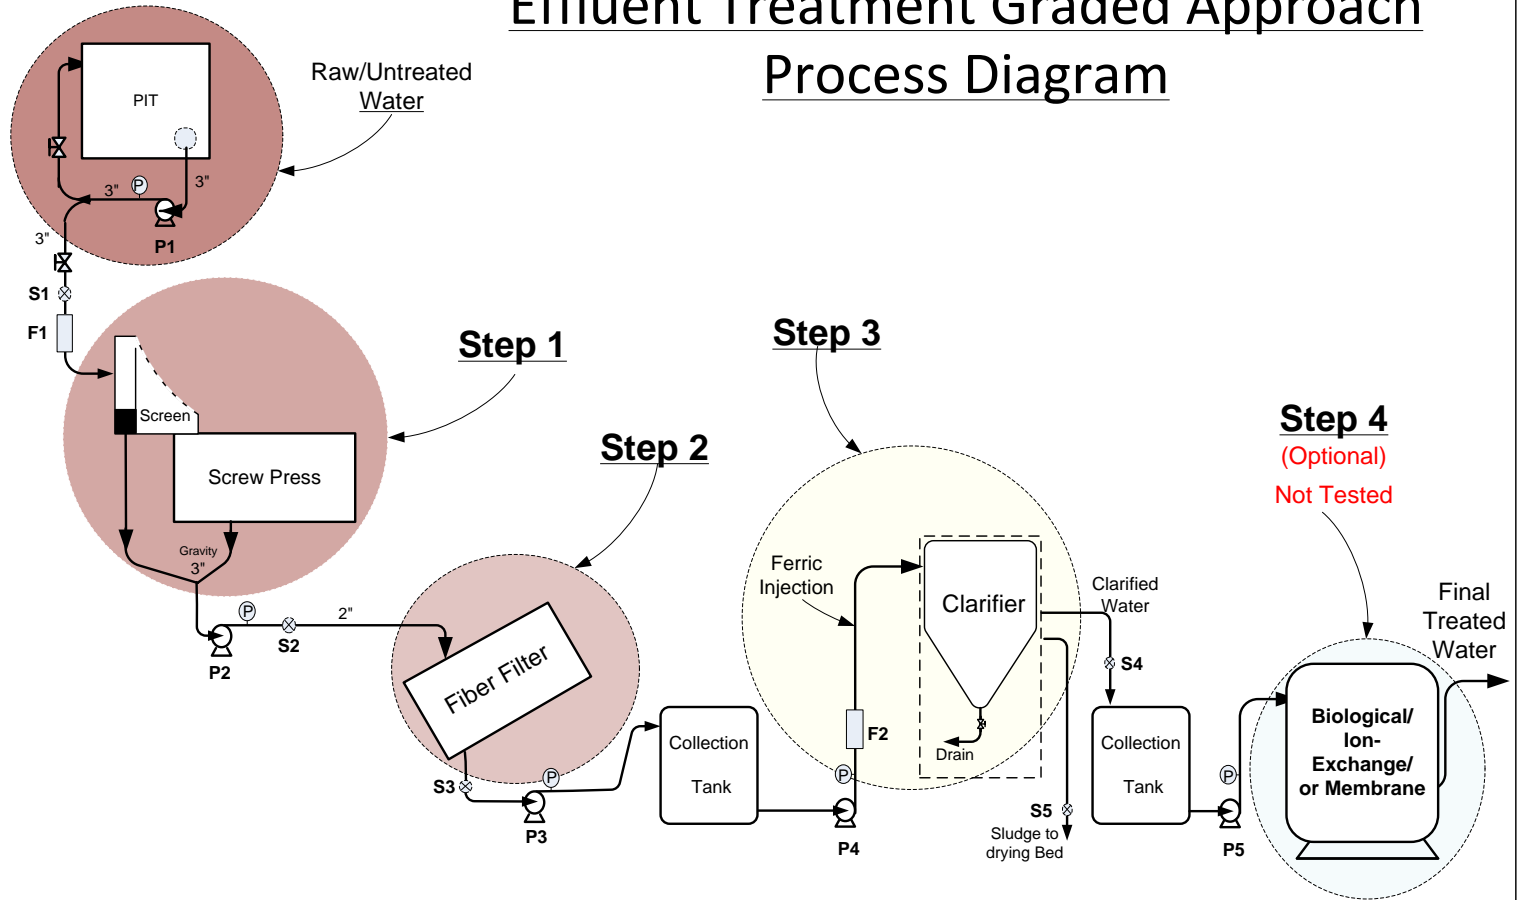 Effluent Treatment Graded Approach
Process Diagram
Raw/Untreated
Water
PIT
P
3"
3"
P1
3"
S1
F1
Screen
Screw Press
Step 1
Gravity
3"
P
2"
S2
P2
Step 2
Fiber Filter
S3
P
P3
Collection
Tank
Step 3
Ferric
Injection
F2
P
P4
Clarifier
Drain
Clarified
Water
S4
S5
Sludge to
drying Bed
Collection
Tank
P
P5
Step 4
(Optional)
Not Tested
Biological/
Ion-
Exchange/
or Membrane
Final
Treated
Water